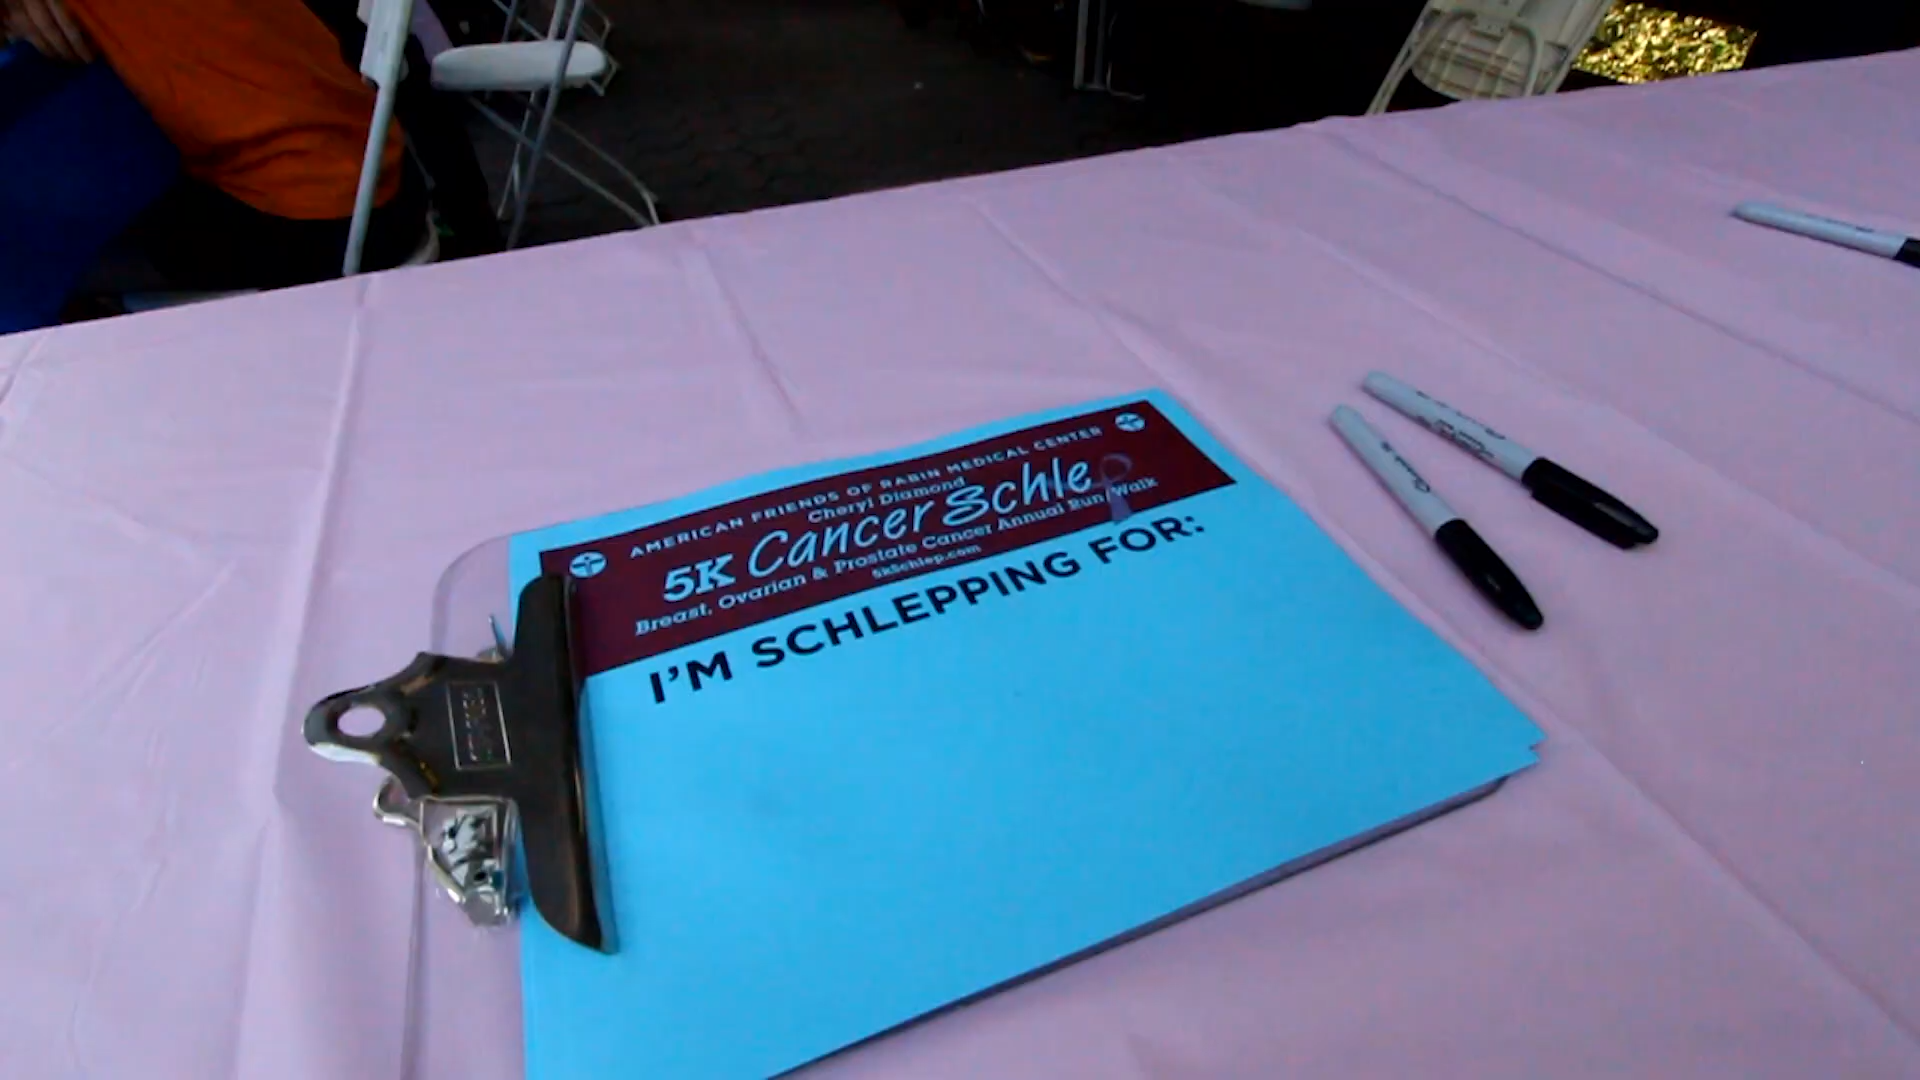 AMERICAN FRIENDS OF RABIN MEDICAL CENTER
Cheryl Diamond
5K Cancer Schle
Breast, Ovarian & Prostate Cancer Annual Run/Walk
5kSchlep.com
I'M SCHLEPPING FOR: